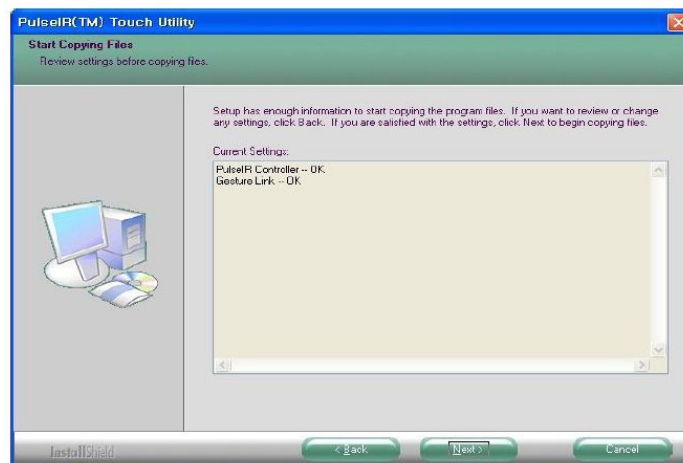 PulseIR(TM) Touch Utility
Start Copying Files
Review settings before copying files.
Setup has enough information to start copying the program files. If you want to review or change
any settings, click Back. If you are satisfied with the settings, click Next to begin copying files.
Current Settings:
PulseIR Controller -- OK
Gesture Link -- OK
InstallShield
< Back
Next >
Cancel